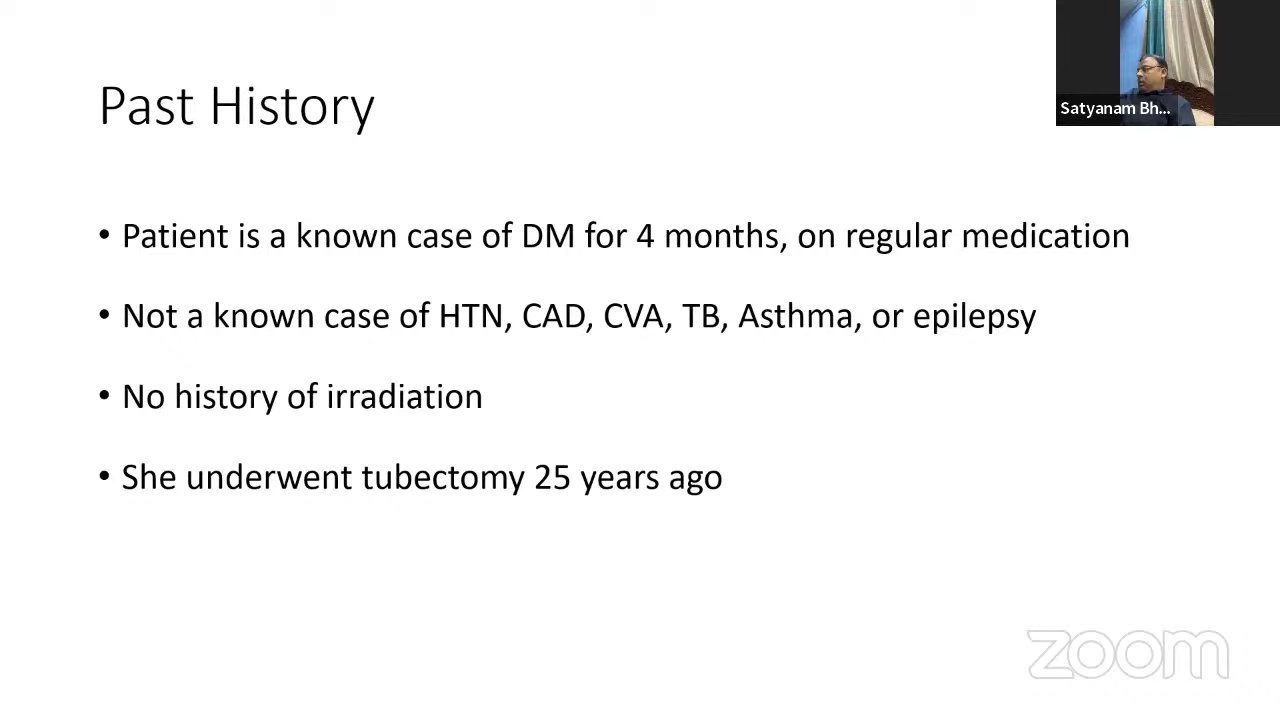 Satyanam Bh...
Past History
• Patient is a known case of DM for 4 months, on regular medication
• Not a known case of HTN, CAD, CVA, TB, Asthma, or epilepsy
• No history of irradiation
• She underwent tubectomy 25 years ago
zoom